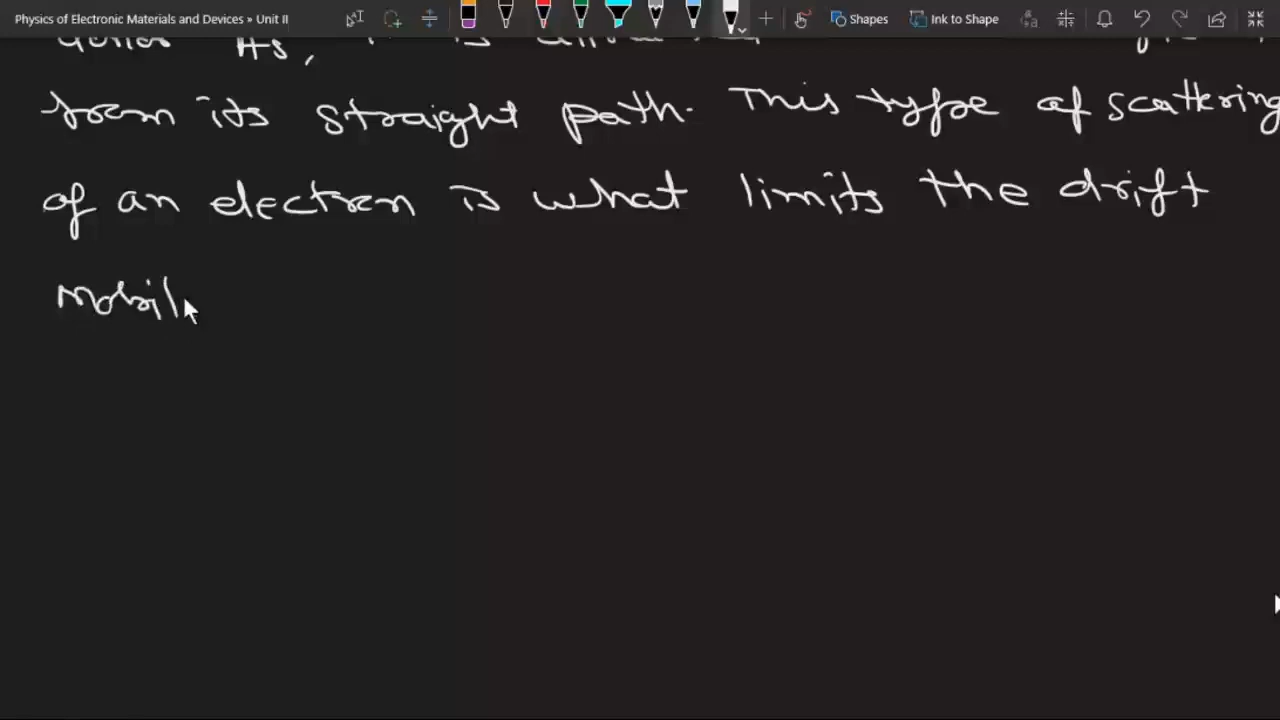 Physics of Electronic Materials and Devices » Unit II
Shapes
Ink to Shape
As,
from its straight path. This type of scattering
of an electron is what limits the drift
mobil